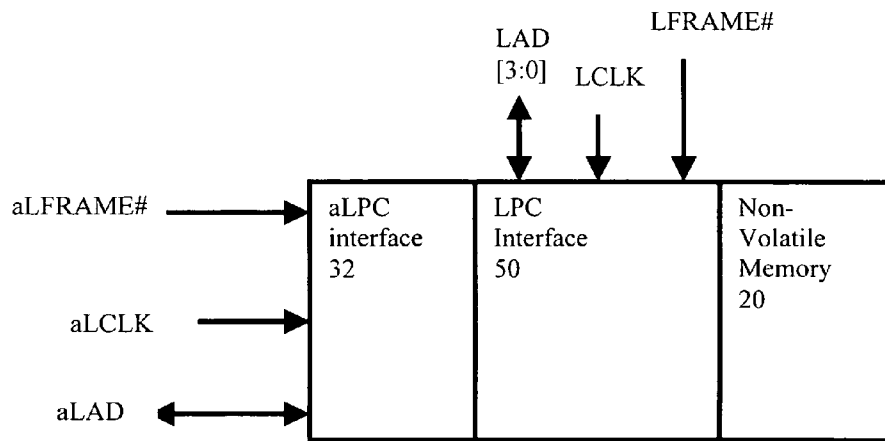 LFRAME#
LAD
[3:0]
LCLK
aLFRAME#
aLCLK
aLAD
aLPC
interface
32
LPC
Interface
50
Non-
Volatile
Memory
20